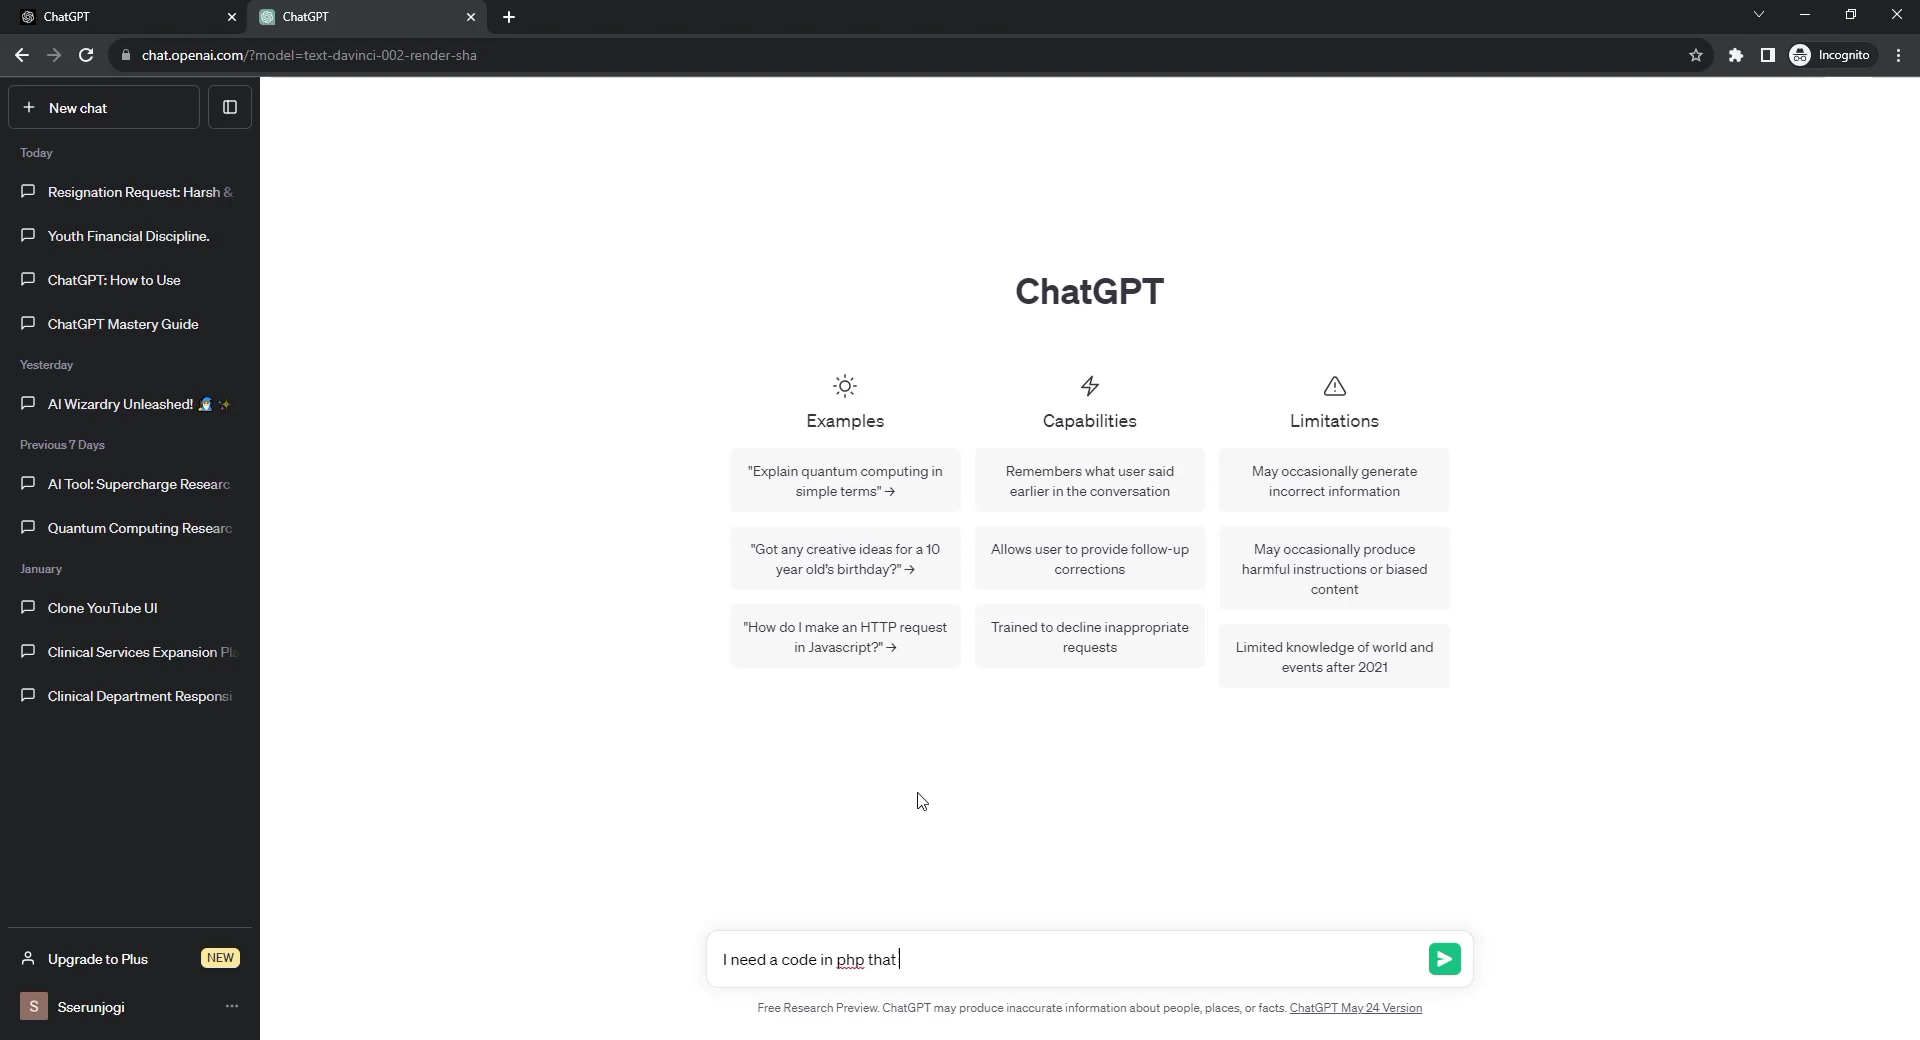 ChatGPT
ChatGPT
chat.openai.com/?model=text-davinci-002-render-sha
Incognito
New chat
Today
Resignation Request: Harsh &
Youth Financial Discipline.
ChatGPT: How to Use
ChatGPT Mastery Guide
Yesterday
AI Wizardry Unleashed! 🧙‍♂️✨
Previous 7 Days
AI Tool: Supercharge Researc
Quantum Computing Researc
January
Clone YouTube UI
Clinical Services Expansion Pla
Clinical Department Responsi
Upgrade to Plus
NEW
S
Sserunjogi
ChatGPT
Examples
"Explain quantum computing in
simple terms" →
"Got any creative ideas for a 10
year old's birthday?" →
"How do I make an HTTP request
in Javascript?" →
Capabilities
Remembers what user said
earlier in the conversation
Allows user to provide follow-up
corrections
Trained to decline inappropriate
requests
Limitations
May occasionally generate
incorrect information
May occasionally produce
harmful instructions or biased
content
Limited knowledge of world and
events after 2021
I need a code in php that
Free Research Preview. ChatGPT may produce inaccurate information about people, places, or facts. ChatGPT May 24 Version